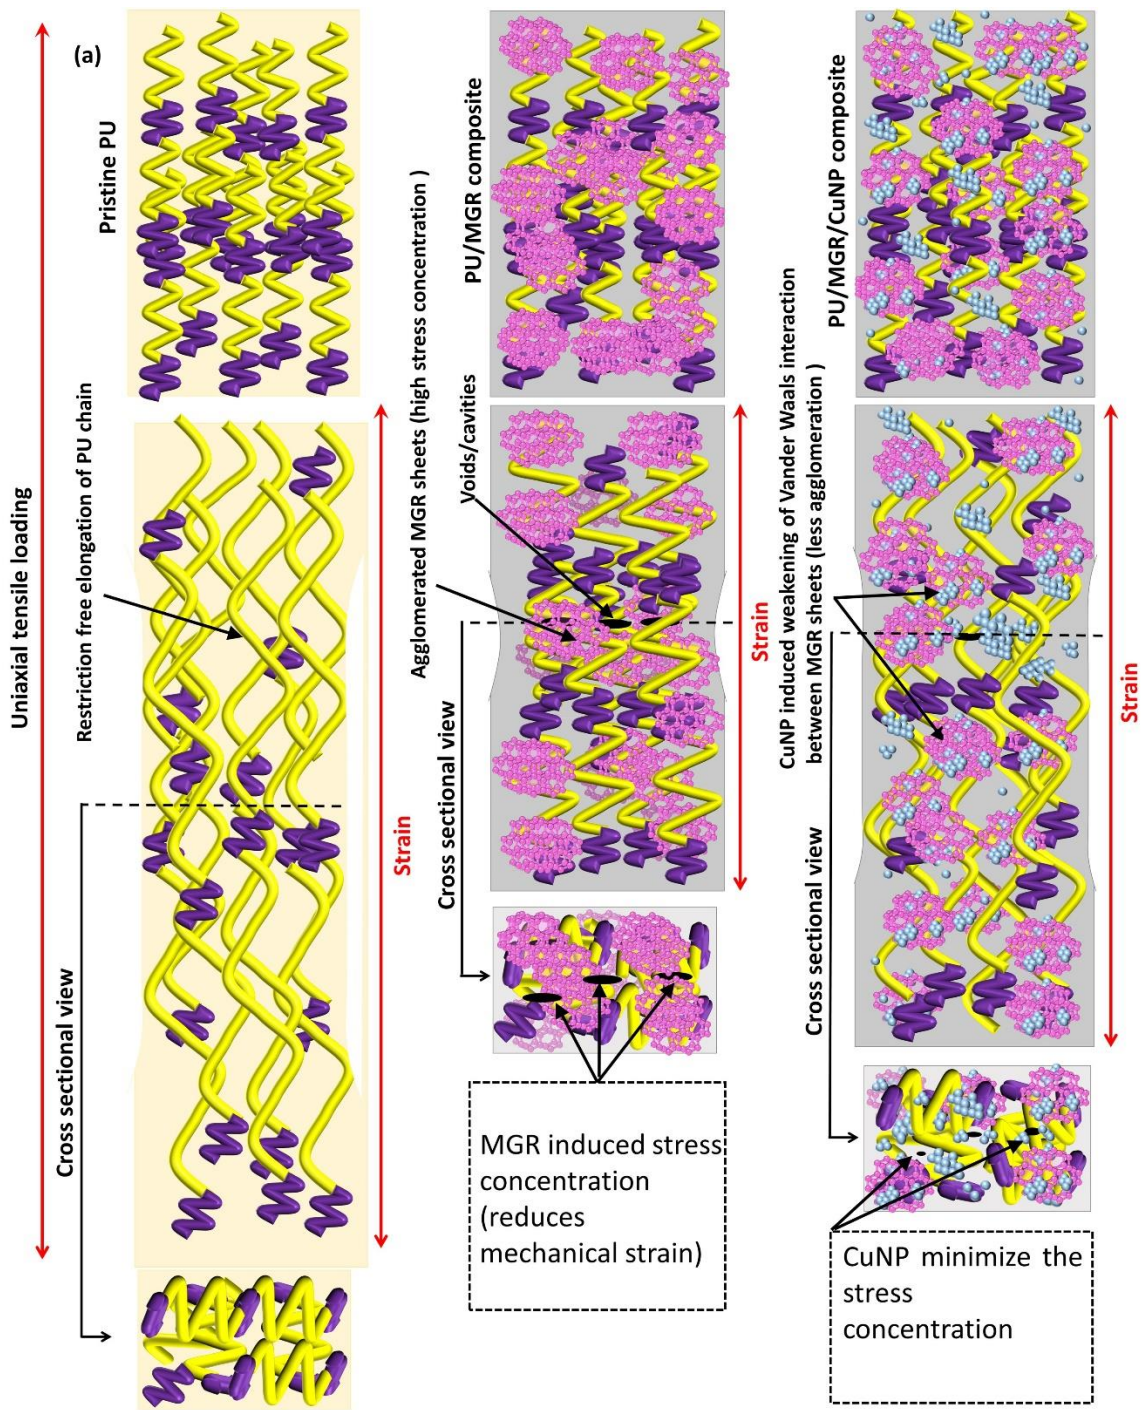 (a)
Pristine PU
Uniaxial tensile loading
Restriction free elongation of PU chain
Strain
Cross sectional view
PU/MGR composite
Agglomerated MGR sheets (high stress concentration )
Voids/cavities
Strain
Cross sectional view
MGR induced stress
concentration
(reduces
mechanical strain)
PU/MGR/CuNP composite
CuNP induced weakening of Vander Waals interaction
between MGR sheets (less agglomeration )
Strain
Cross sectional view
CuNP minimize the
stress
concentration